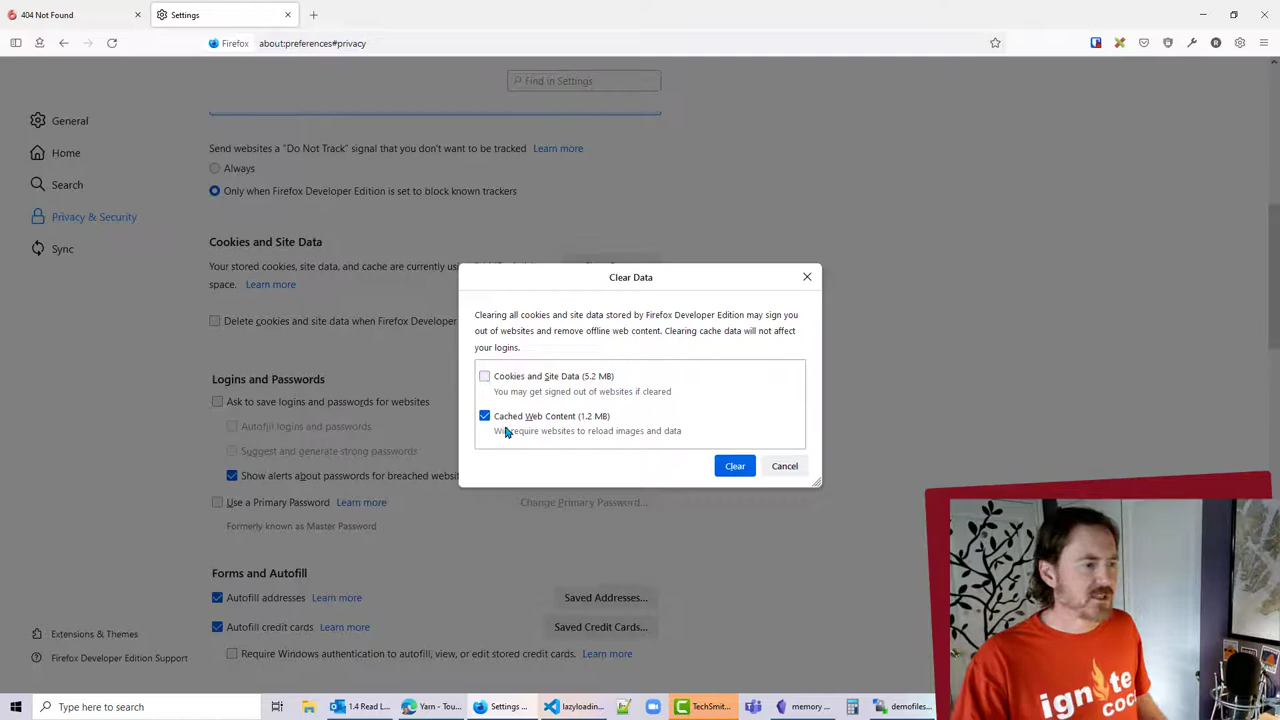 404 Not Found
Settings
Firefox
about:preferences#privacy
R
Find in Settings
General
Home
Search
Privacy & Security
Sync
Send websites a "Do Not Track" signal that you don't want to be tracked Learn more
Always
Only when Firefox Developer Edition is set to block known trackers
Cookies and Site Data
Your stored cookies, site data, and cache are currently
space. Learn more
Delete cookies and site data when Firefox Developer
Clear Data
Clearing all cookies and site data stored by Firefox Developer Edition may sign you
out of websites and remove offline web content. Clearing cache data will not affect
your logins.
Cookies and Site Data (5.2 MB)
You may get signed out of websites if cleared
Cached Web Content (1.2 MB)
Will require websites to reload images and data
Clear
Cancel
Logins and Passwords
Ask to save logins and passwords for websites
Autofill logins and passwords
Suggest and generate strong passwords
Show alerts about passwords for breached websi
Use a Primary Password Learn more
Change Primary Password...
Formerly known as Master Password
Forms and Autofill
Autofill addresses Learn more
Saved Addresses...
Autofill credit cards Learn more
Saved Credit Cards...
Require Windows authentication to autofill, view, or edit stored credit cards. Learn more
Extensions & Themes
Firefox Developer Edition Support
ignite
Type here to search
1.4 Read L...
Yarn - Tou...
Settings ...
lazyloadin...
TechSmit...
memory ...
demofiles...